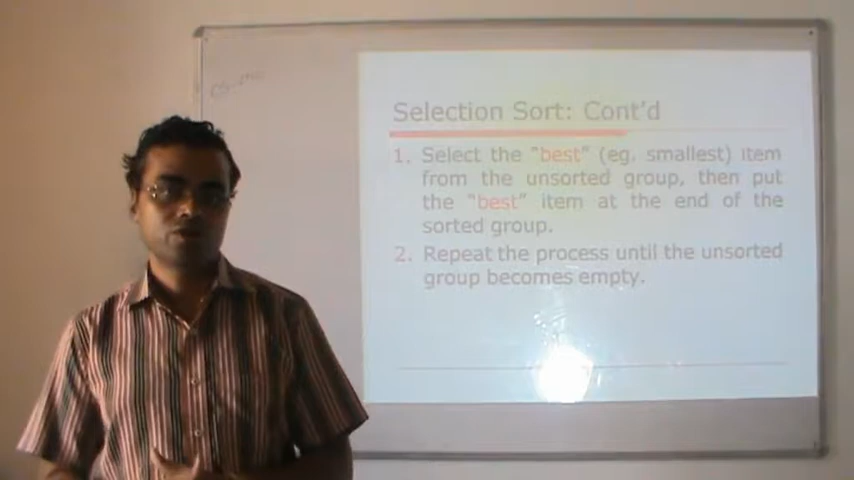 Selection Sort: Cont'd
1. Select the "best" (eg. smallest) item
from the unsorted group, then put
the "best" item at the end of the
sorted group.
2. Repeat the process until the unsorted
group becomes empty.